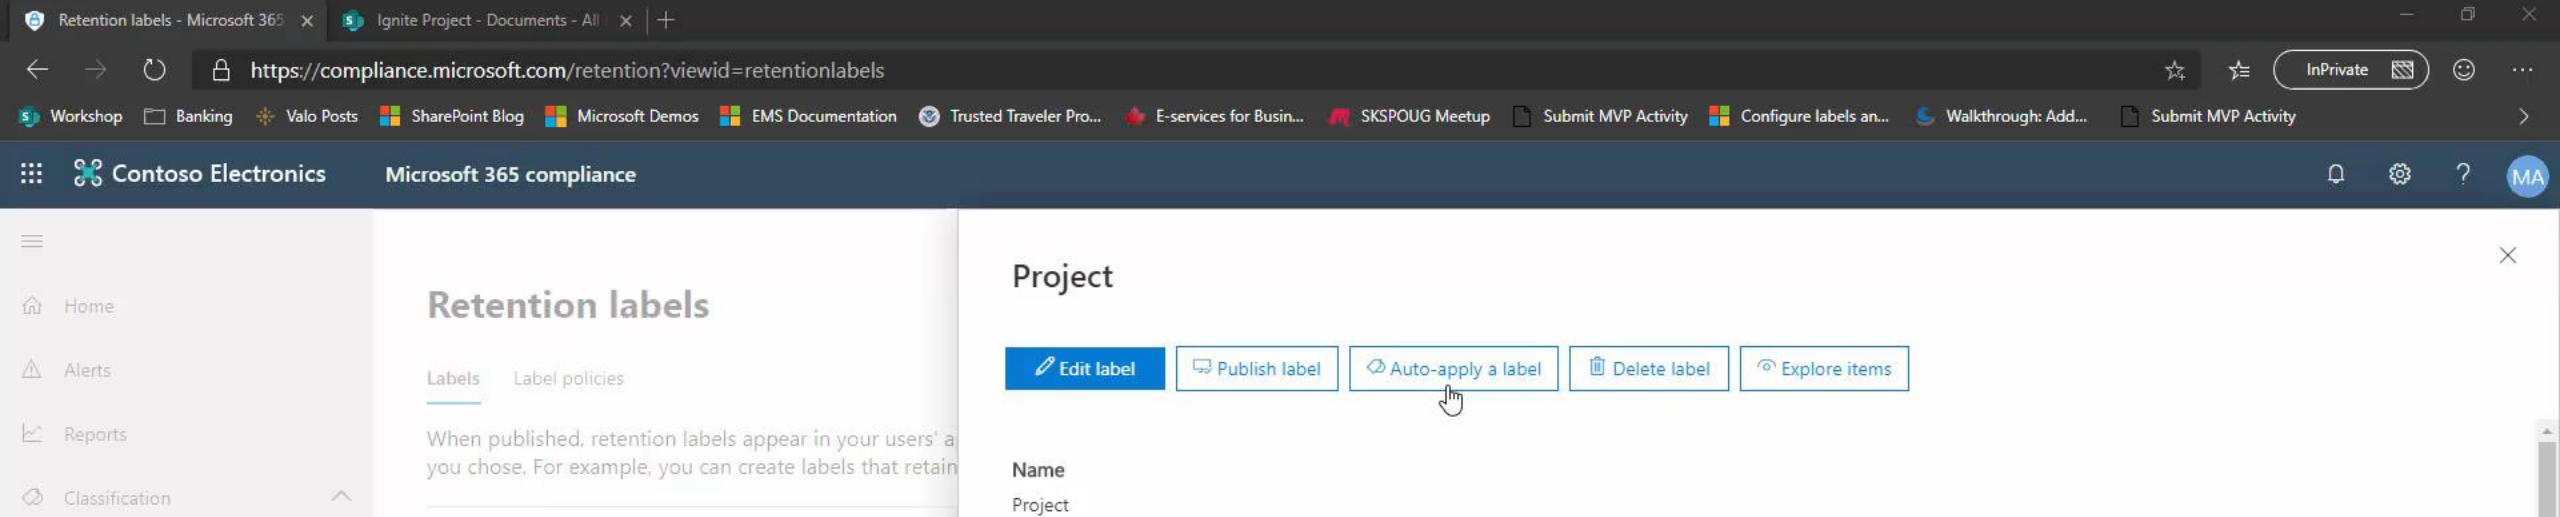 Retention labels - Microsoft 365
Ignite Project - Documents - All
https://compliance.microsoft.com/retention?viewid=retentionlabels
InPrivate
Workshop Banking Valo Posts SharePoint Blog Microsoft Demos EMS Documentation Trusted Traveler Pro... E-services for Busin... SKSPOUG Meetup Submit MVP Activity Configure labels an... Walkthrough: Add... Submit MVP Activity
Contoso Electronics Microsoft 365 compliance
MA
Home
Alerts
Reports
Classification
Retention labels
Labels Label policies
When published, retention labels appear in your users' a
you chose. For example, you can create labels that retain
Project
Edit label Publish label Auto-apply a label Delete label Explore items
Name
Project